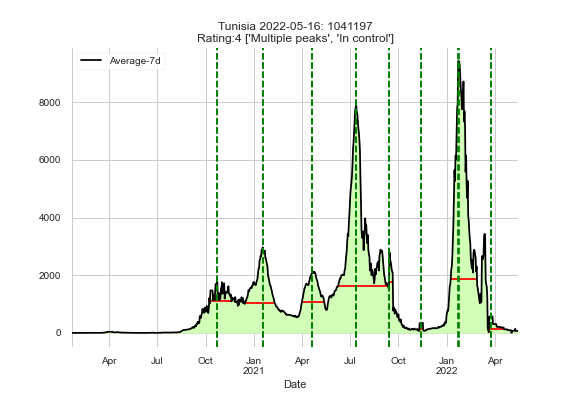 Tunisia 2022-05-16: 1041197
Rating:4 ['Multiple peaks', 'In control']
Average-7d
8000
6000
4000
2000
0
Apr Jul Oct Jan Apr Jul Oct Jan Apr
2021 2022
Date